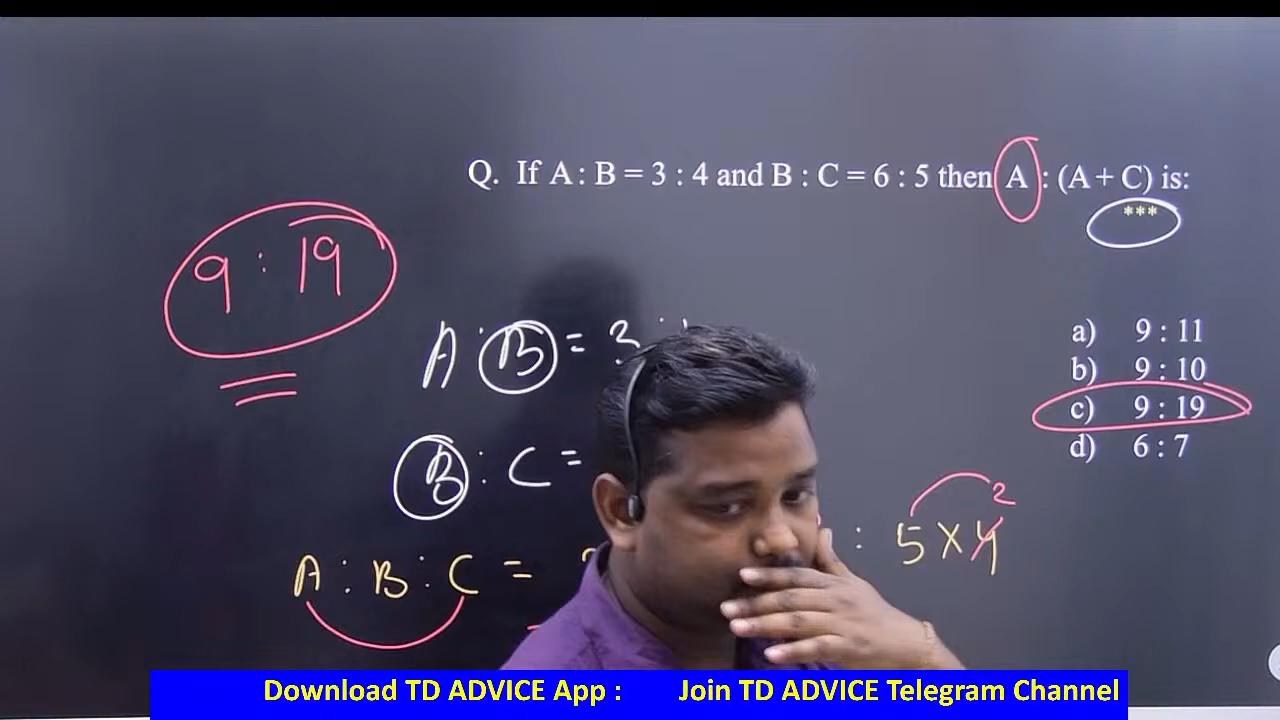 Q. If A : B = 3 : 4 and B : C = 6 : 5 then A : (A + C) is:
***
9 : 19
a) 9 : 11
b) 9 : 10
c) 9 : 19
d) 6 : 7
A : B = 3 :
B : C =
2
A : B : C = : 5 × 4
Download TD ADVICE App : Join TD ADVICE Telegram Channel